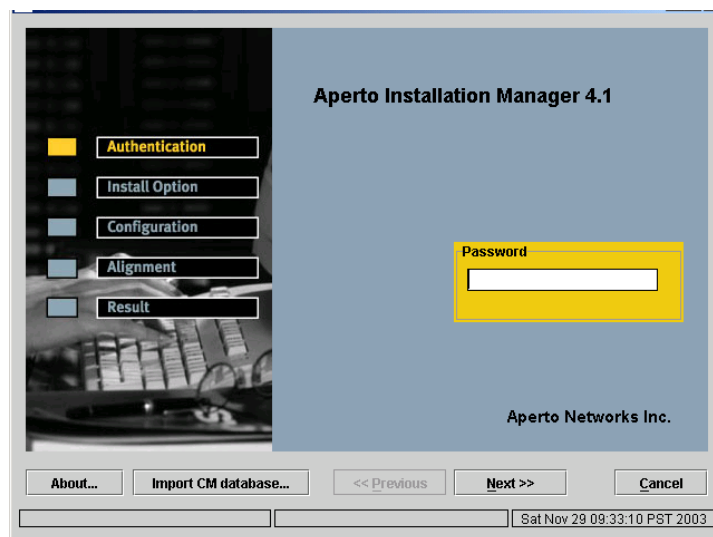 Aperto Installation Manager 4.1
Authentication
Install Option
Configuration
Alignment
Result
Password
Aperto Networks Inc.
About...
Import CM database...
<< Previous
Next >>
Cancel
Sat Nov 29 09:33:10 PST 2003